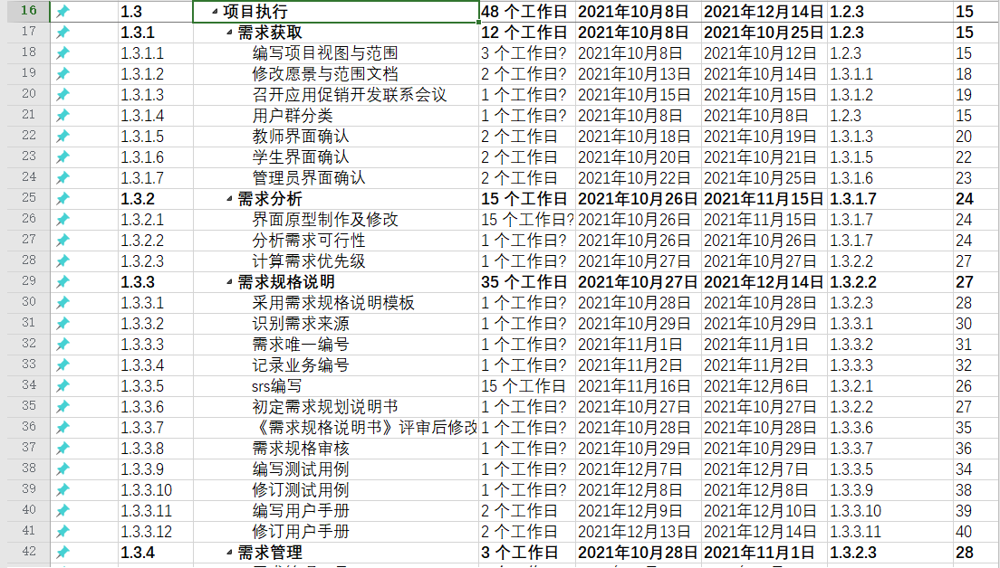 16 1.3 项目执行 48 个工作日 2021年10月8日 2021年12月14日 1.2.3 15
17 1.3.1 需求获取 12 个工作日 2021年10月8日 2021年10月25日 1.2.3 15
18 1.3.1.1 编写项目视图与范围 3 个工作日? 2021年10月8日 2021年10月12日 1.2.3 15
19 1.3.1.2 修改愿景与范围文档 2 个工作日? 2021年10月13日 2021年10月14日 1.3.1.1 18
20 1.3.1.3 召开应用促销开发联系会议 1 个工作日? 2021年10月15日 2021年10月15日 1.3.1.2 19
21 1.3.1.4 用户群分类 1 个工作日? 2021年10月8日 2021年10月8日 1.2.3 15
22 1.3.1.5 教师界面确认 2 个工作日 2021年10月18日 2021年10月19日 1.3.1.3 20
23 1.3.1.6 学生界面确认 2 个工作日 2021年10月20日 2021年10月21日 1.3.1.5 22
24 1.3.1.7 管理员界面确认 2 个工作日 2021年10月22日 2021年10月25日 1.3.1.6 23
25 1.3.2 需求分析 15 个工作日 2021年10月26日 2021年11月15日 1.3.1.7 24
26 1.3.2.1 界面原型制作及修改 15 个工作日? 2021年10月26日 2021年11月15日 1.3.1.7 24
27 1.3.2.2 分析需求可行性 1 个工作日? 2021年10月26日 2021年10月26日 1.3.1.7 24
28 1.3.2.3 计算需求优先级 1 个工作日? 2021年10月27日 2021年10月27日 1.3.2.2 27
29 1.3.3 需求规格说明 35 个工作日 2021年10月27日 2021年12月14日 1.3.2.2 27
30 1.3.3.1 采用需求规格说明模板 1 个工作日? 2021年10月28日 2021年10月28日 1.3.2.3 28
31 1.3.3.2 识别需求来源 1 个工作日? 2021年10月29日 2021年10月29日 1.3.3.1 30
32 1.3.3.3 需求唯一编号 1 个工作日? 2021年11月1日 2021年11月1日 1.3.3.2 31
33 1.3.3.4 记录业务编号 1 个工作日? 2021年11月2日 2021年11月2日 1.3.3.3 32
34 1.3.3.5 srs编写 15 个工作日 2021年11月16日 2021年12月6日 1.3.2.1 26
35 1.3.3.6 初定需求规划说明书 1 个工作日? 2021年10月27日 2021年10月27日 1.3.2.2 27
36 1.3.3.7 《需求规格说明书》评审后修改 1 个工作日? 2021年10月28日 2021年10月28日 1.3.3.6 35
37 1.3.3.8 需求规格审核 1 个工作日? 2021年10月29日 2021年10月29日 1.3.3.7 36
38 1.3.3.9 编写测试用例 1 个工作日? 2021年12月7日 2021年12月7日 1.3.3.5 34
39 1.3.3.10 修订测试用例 1 个工作日? 2021年12月8日 2021年12月8日 1.3.3.9 38
40 1.3.3.11 编写用户手册 2 个工作日 2021年12月9日 2021年12月10日 1.3.3.10 39
41 1.3.3.12 修订用户手册 2 个工作日 2021年12月13日 2021年12月14日 1.3.3.11 40
42 1.3.4 需求管理 3 个工作日 2021年10月28日 2021年11月1日 1.3.2.3 28